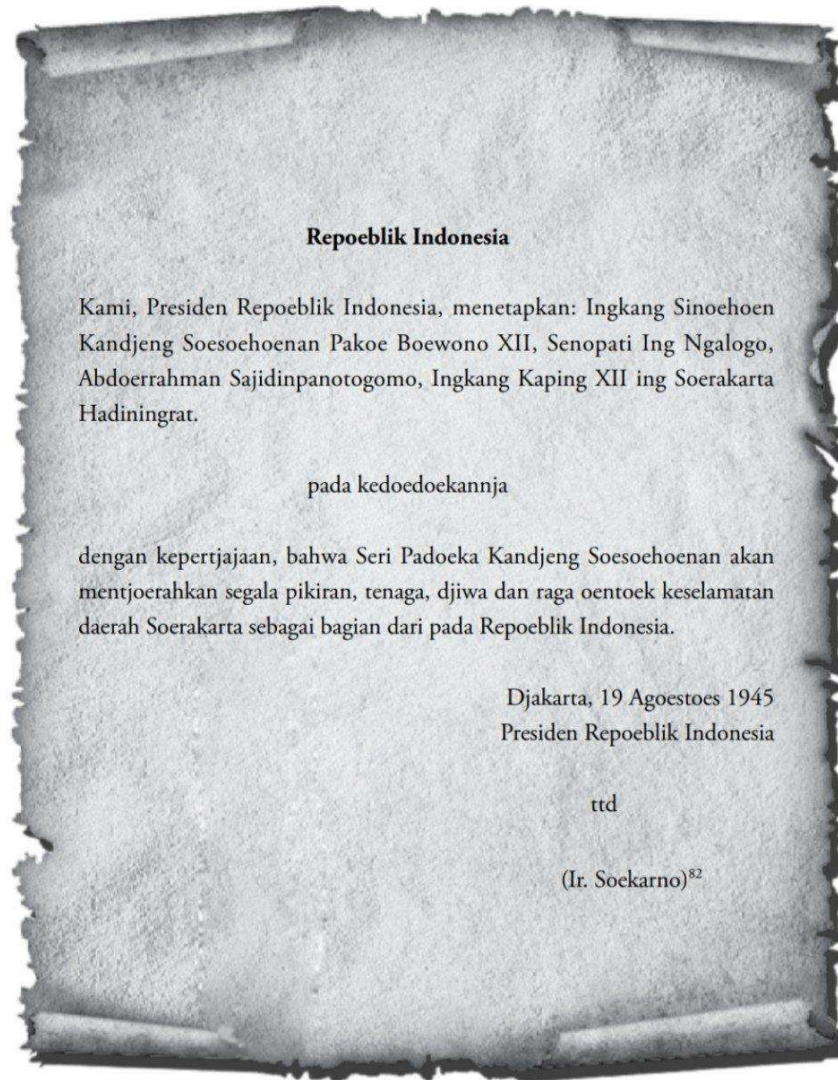 Repoeblik Indonesia
Kami, Presiden Repoeblik Indonesia, menetapkan: Ingkang Sinoehoen
Kandjeng Soesoehoenan Pakoe Boewono XII, Senopati Ing Ngalogo,
Abdoerrahman Sajidinpanotogomo, Ingkang Kaping XII ing Soerakarta
Hadiningrat.
pada kedoedoekannja
dengan kepertjajaan, bahwa Seri Padoeka Kandjeng Soesoehoenan akan
mentjoerahkan segala pikiran, tenaga, djiwa dan raga oentoek keselamatan
daerah Soerakarta sebagai bagian dari pada Repoeblik Indonesia.
Djakarta, 19 Agoestoes 1945
Presiden Repoeblik Indonesia
ttd
(Ir. Soekarno)⁸²